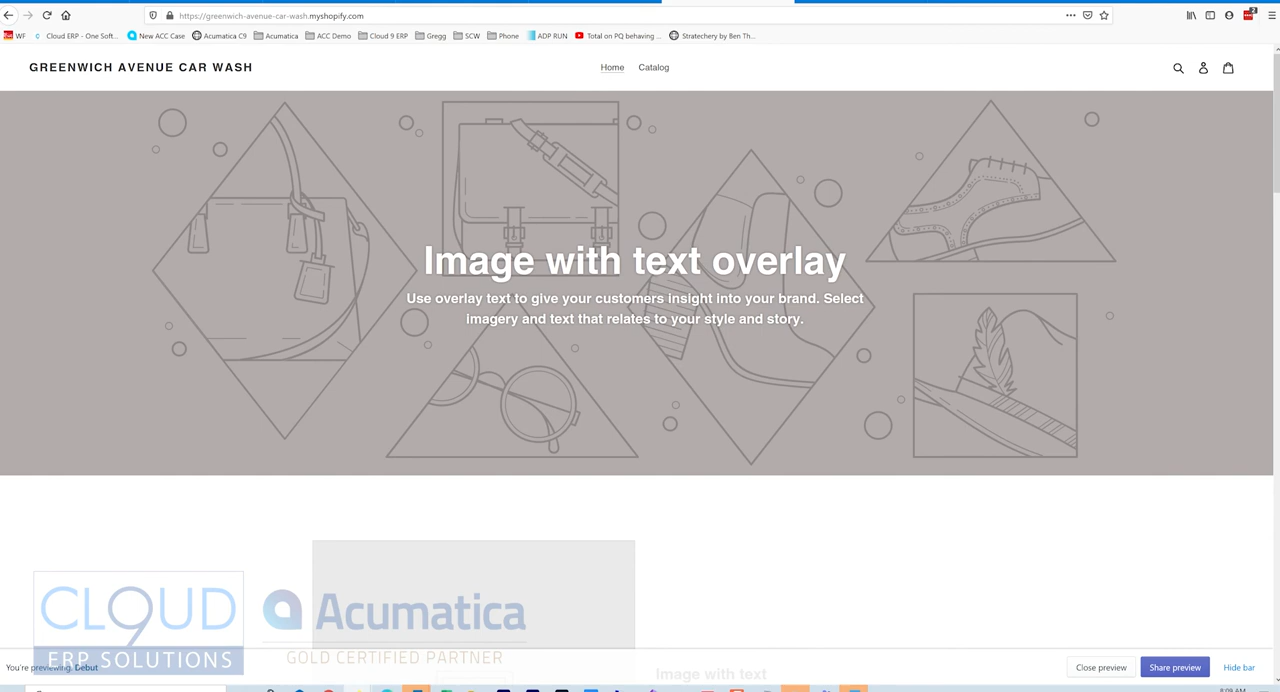 https://greenwich-avenue-car-wash.myshopify.com
WF Cloud ERP - One Soft... New ACC Case Acumatica C9 Acumatica ACC Demo Cloud 9 ERP Gregg SCW Phone ADP RUN Total on PQ behaving ... Stratechery by Ben Th...
GREENWICH AVENUE CAR WASH
Home Catalog
Image with text overlay
Use overlay text to give your customers insight into your brand. Select
imagery and text that relates to your style and story.
CL9UD
ERP SOLUTIONS
Acumatica
GOLD CERTIFIED PARTNER
Image with text
You're previewing: Debut
Close preview Share preview Hide bar